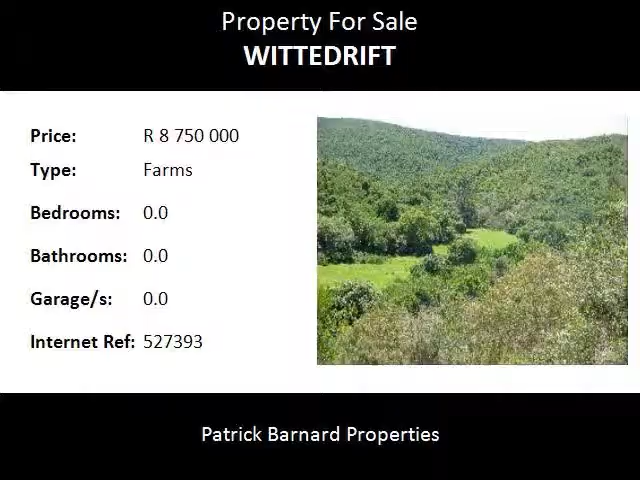 Property For Sale
WITTEDRIFT
Price: R 8 750 000
Type: Farms
Bedrooms: 0.0
Bathrooms: 0.0
Garage/s: 0.0
Internet Ref: 527393
Patrick Barnard Properties